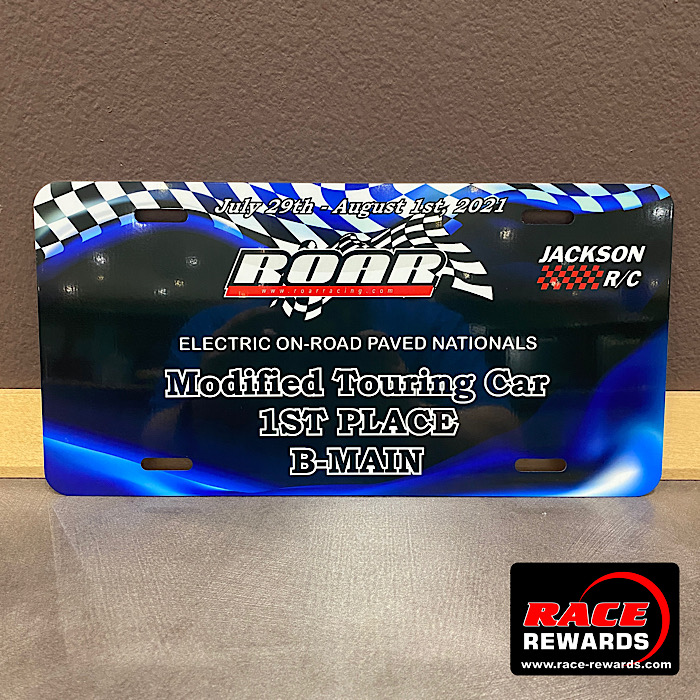 July 29th - August 1st, 2021
ROAR
www.roarracing.com
JACKSON
R/C
ELECTRIC ON-ROAD PAVED NATIONALS
Modified Touring Car
1ST PLACE
B-MAIN
RACE
REWARDS
www.race-rewards.com